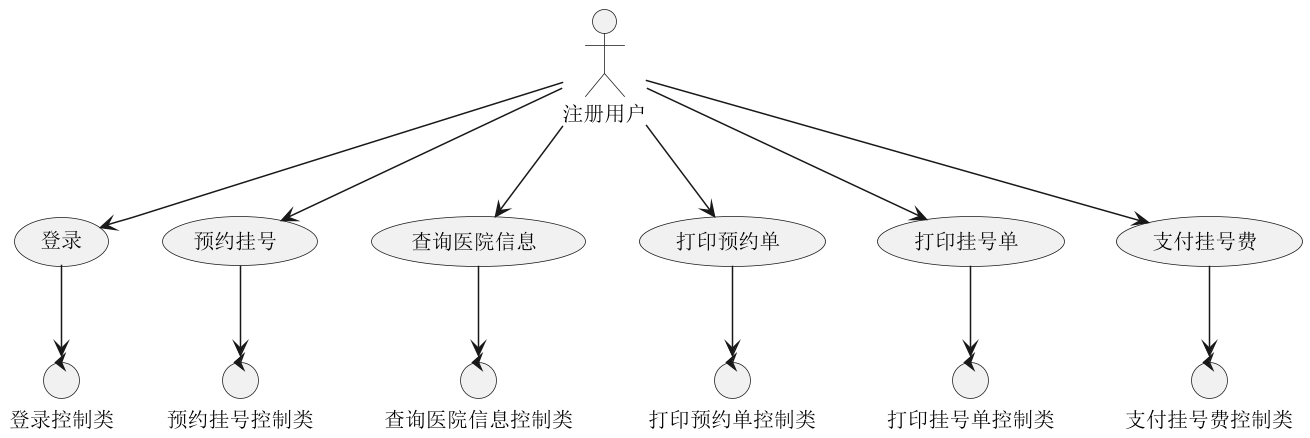 注册用户
登录
预约挂号
查询医院信息
打印预约单
打印挂号单
支付挂号费
登录控制类
预约挂号控制类
查询医院信息控制类
打印预约单控制类
打印挂号单控制类
支付挂号费控制类